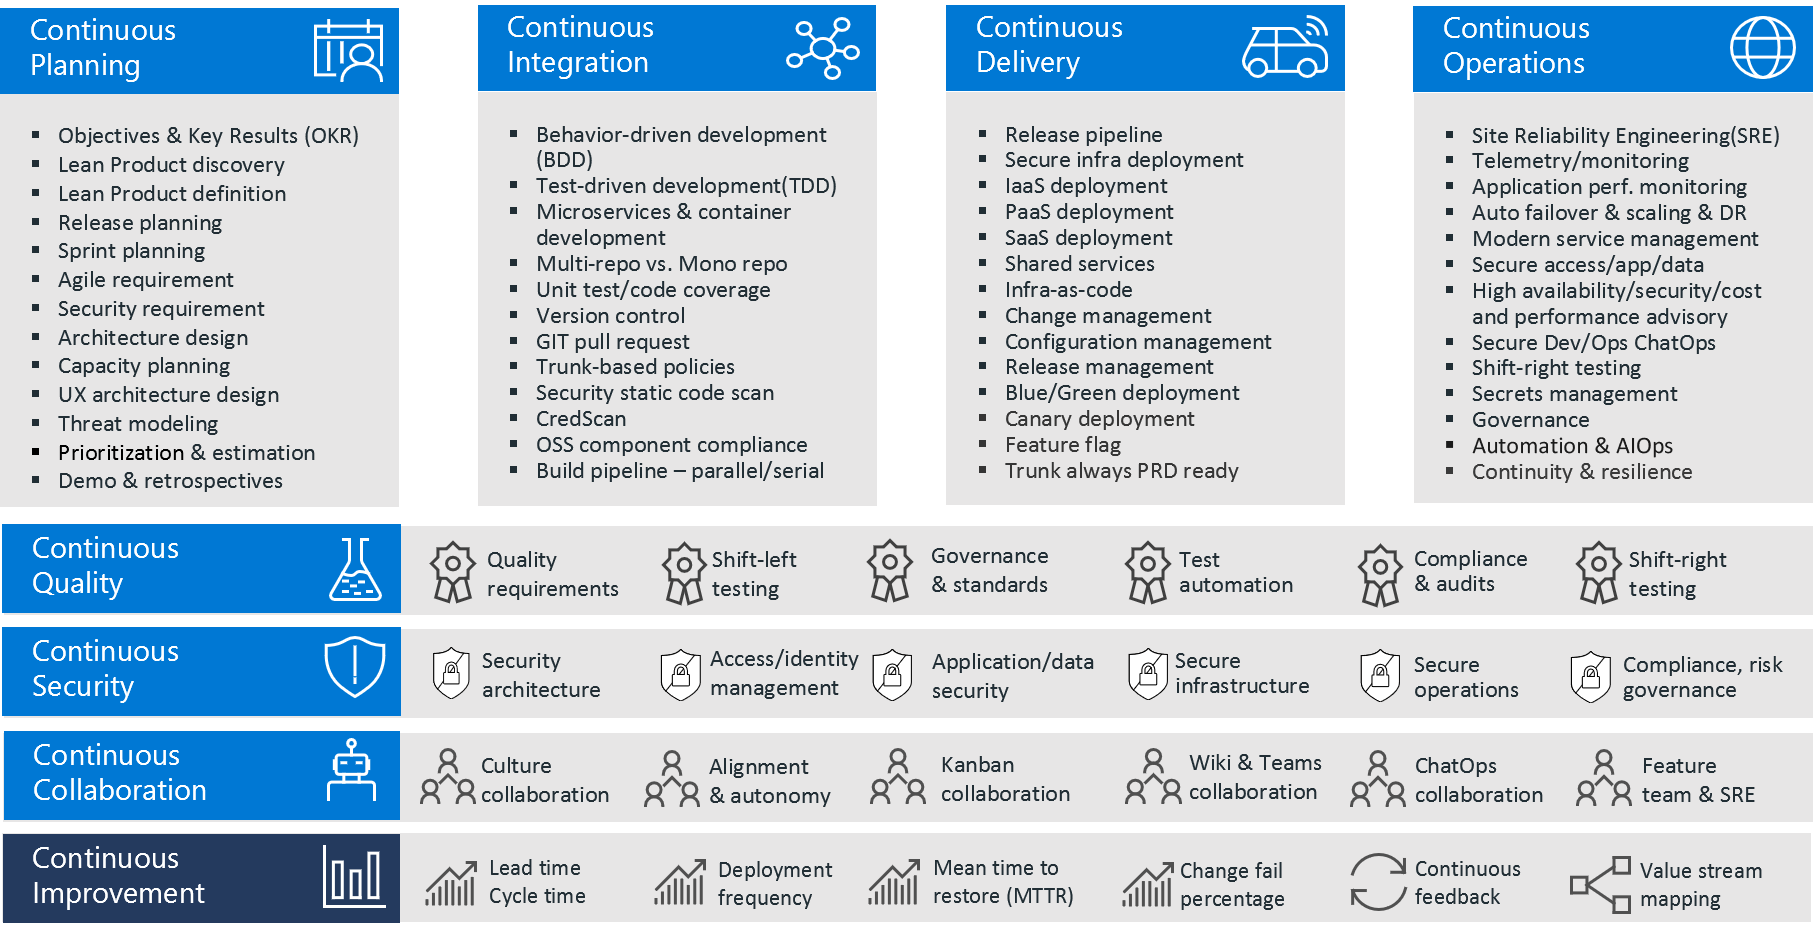 Continuous
Planning
▪ Objectives & Key Results (OKR)
▪ Lean Product discovery
▪ Lean Product definition
▪ Release planning
▪ Sprint planning
▪ Agile requirement
▪ Security requirement
▪ Architecture design
▪ Capacity planning
▪ UX architecture design
▪ Threat modeling
▪ Prioritization & estimation
▪ Demo & retrospectives
Continuous
Integration
▪ Behavior-driven development
(BDD)
▪ Test-driven development(TDD)
▪ Microservices & container
development
▪ Multi-repo vs. Mono repo
▪ Unit test/code coverage
▪ Version control
▪ GIT pull request
▪ Trunk-based policies
▪ Security static code scan
▪ CredScan
▪ OSS component compliance
▪ Build pipeline – parallel/serial
Continuous
Delivery
▪ Release pipeline
▪ Secure infra deployment
▪ IaaS deployment
▪ PaaS deployment
▪ SaaS deployment
▪ Shared services
▪ Infra-as-code
▪ Change management
▪ Configuration management
▪ Release management
▪ Blue/Green deployment
▪ Canary deployment
▪ Feature flag
▪ Trunk always PRD ready
Continuous
Operations
▪ Site Reliability Engineering(SRE)
▪ Telemetry/monitoring
▪ Application perf. monitoring
▪ Auto failover & scaling & DR
▪ Modern service management
▪ Secure access/app/data
▪ High availability/security/cost
and performance advisory
▪ Secure Dev/Ops ChatOps
▪ Shift-right testing
▪ Secrets management
▪ Governance
▪ Automation & AIOps
▪ Continuity & resilience
Continuous
Quality
Quality
requirements
Shift-left
testing
Governance
& standards
Test
automation
Compliance
& audits
Shift-right
testing
Continuous
Security
Security
architecture
Access/identity
management
Application/data
security
Secure
infrastructure
Secure
operations
Compliance, risk
governance
Continuous
Collaboration
Culture
collaboration
Alignment
& autonomy
Kanban
collaboration
Wiki & Teams
collaboration
ChatOps
collaboration
Feature
team & SRE
Continuous
Improvement
Lead time
Cycle time
Deployment
frequency
Mean time to
restore (MTTR)
Change fail
percentage
Continuous
feedback
Value stream
mapping